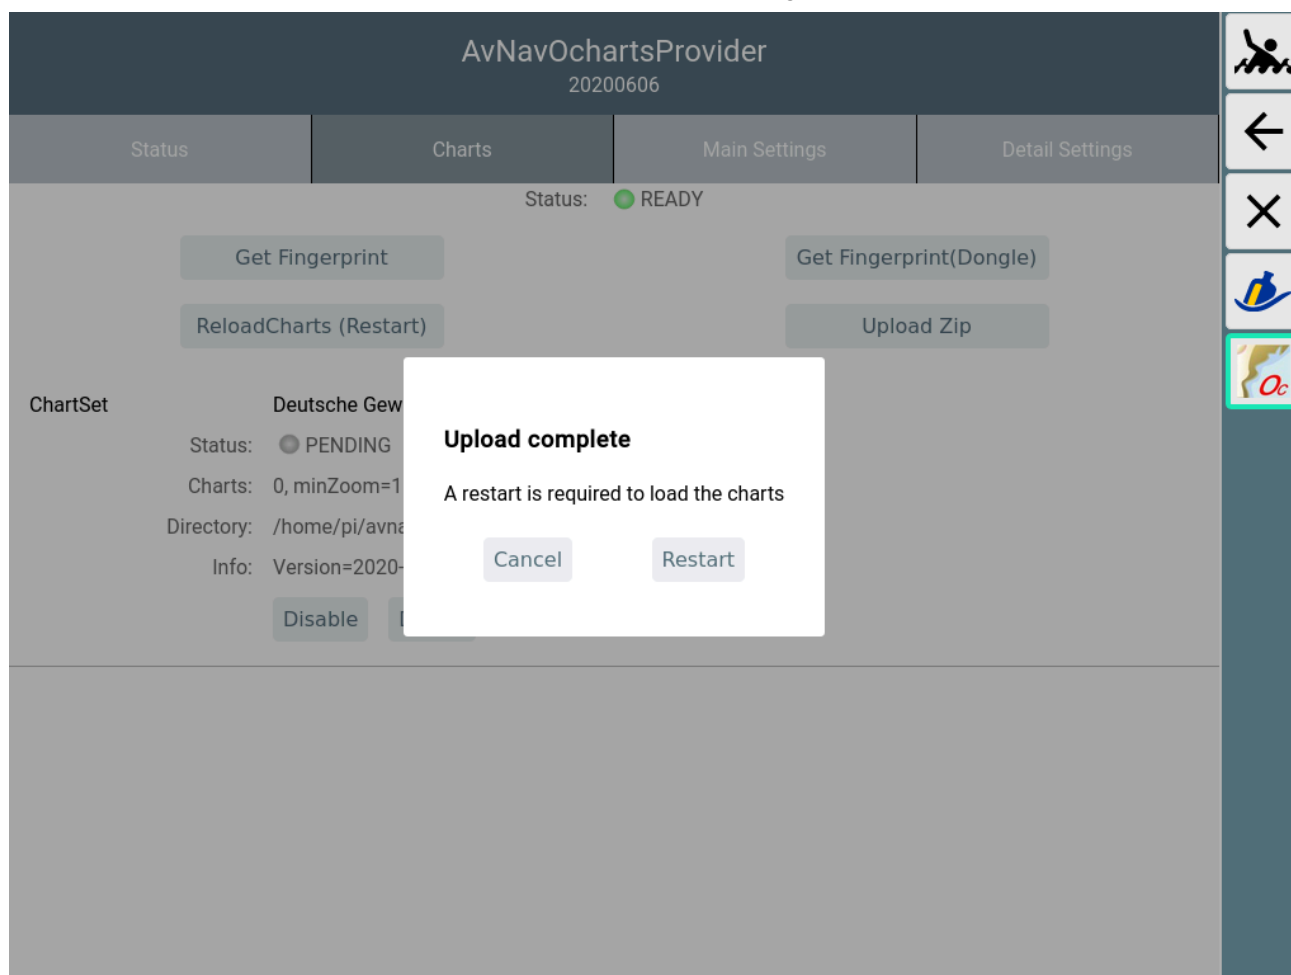 AvNavOchartsProvider
20200606
Status Charts Main Settings Detail Settings
Status: READY
Get Fingerprint Get Fingerprint(Dongle)
ReloadCharts (Restart) Upload Zip
ChartSet Deutsche Gew
Status: PENDING
Upload complete
Charts: 0, minZoom=1
A restart is required to load the charts
Directory: /home/pi/avna
Cancel Restart
Info: Version=2020-
Disable
Oc